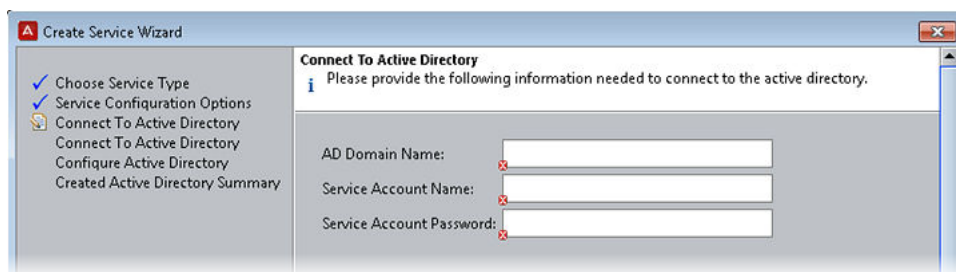 Create Service Wizard
Choose Service Type
Service Configuration Options
Connect To Active Directory
Connect To Active Directory
Configure Active Directory
Created Active Directory Summary
Connect To Active Directory
Please provide the following information needed to connect to the active directory.
AD Domain Name:
Service Account Name:
Service Account Password: